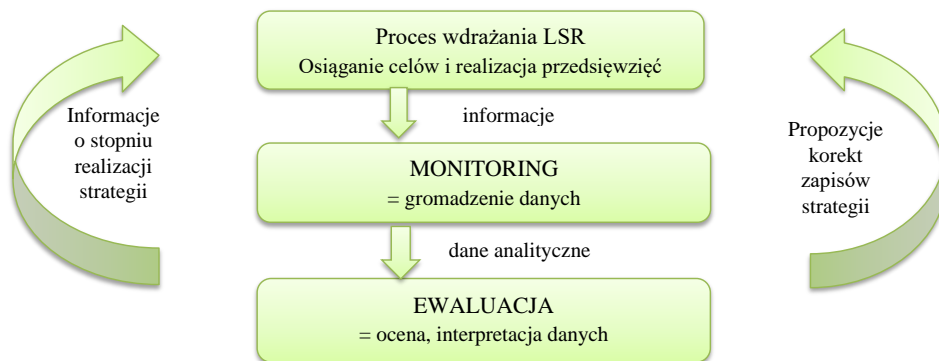 Proces wdrażania LSR
Osiąganie celów i realizacja przedsięwzięć
Informacje
o stopniu
realizacji
strategii
informacje
Propozycje
korekt
zapisów
strategii
MONITORING
= gromadzenie danych
dane analityczne
EWALUACJA
= ocena, interpretacja danych